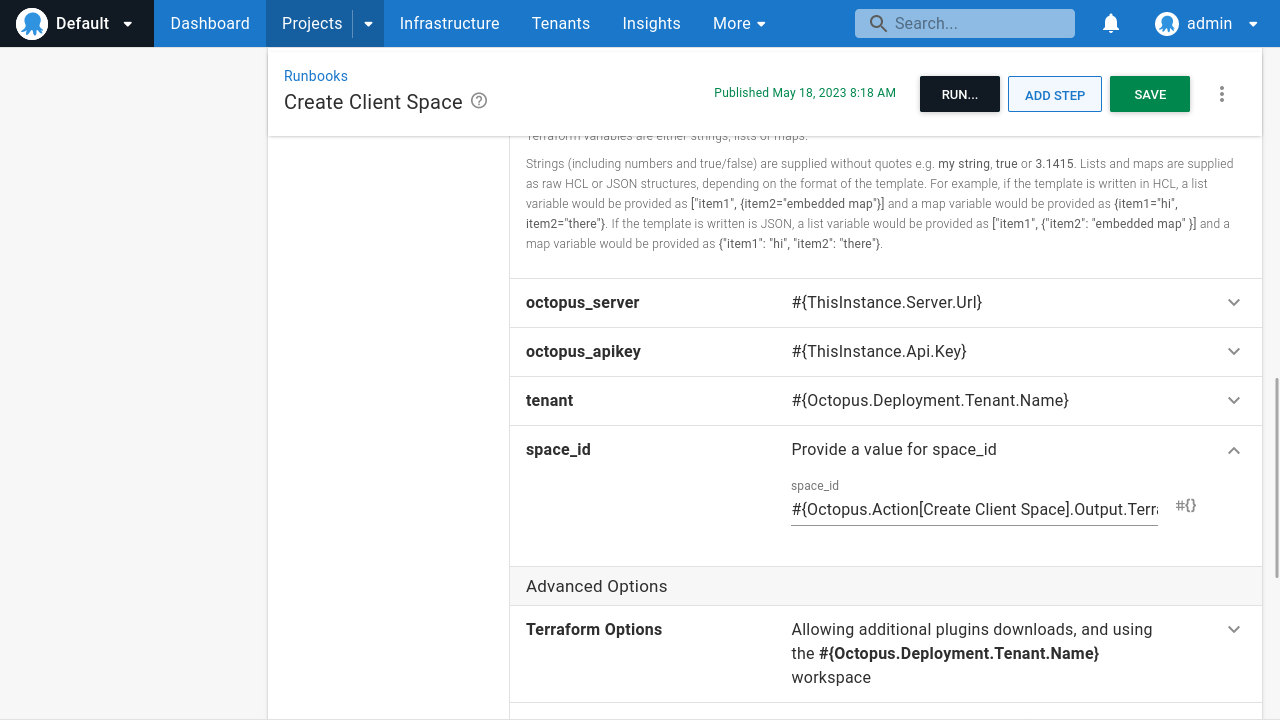 Default
Dashboard
Projects
Infrastructure
Tenants
Insights
More
Search...
admin
Runbooks
Create Client Space
Published May 18, 2023 8:18 AM
RUN...
ADD STEP
SAVE
Terraform variables are either strings, lists or maps.
Strings (including numbers and true/false) are supplied without quotes e.g. my string, true or 3.1415. Lists and maps are supplied
as raw HCL or JSON structures, depending on the format of the template. For example, if the template is written in HCL, a list
variable would be provided as ["item1", {item2="embedded map"}] and a map variable would be provided as {item1="hi",
item2="there"}. If the template is written is JSON, a list variable would be provided as ["item1", {"item2": "embedded map" }] and a
map variable would be provided as {"item1": "hi", "item2": "there"}.
octopus_server
#{ThisInstance.Server.Url}
octopus_apikey
#{ThisInstance.Api.Key}
tenant
#{Octopus.Deployment.Tenant.Name}
space_id
Provide a value for space_id
space_id
#{Octopus.Action[Create Client Space].Output.Terra
#{}
Advanced Options
Terraform Options
Allowing additional plugins downloads, and using
the #{Octopus.Deployment.Tenant.Name}
workspace